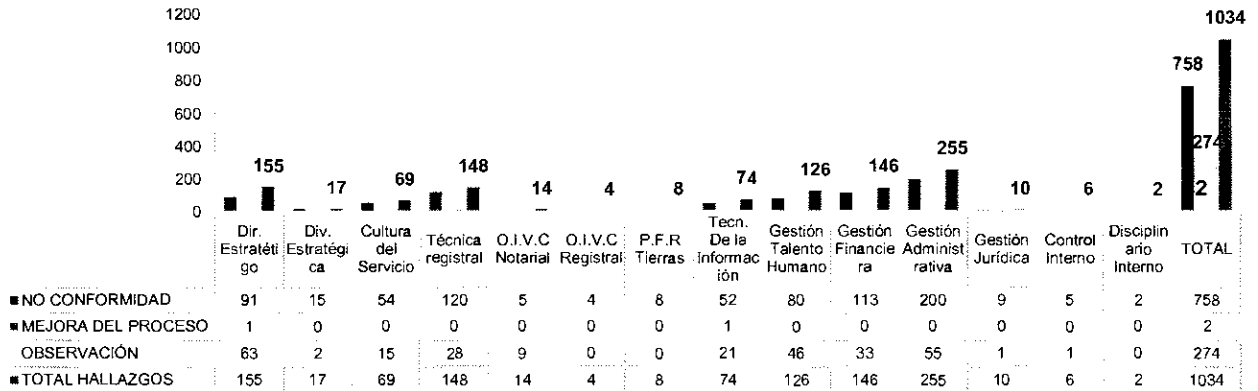 1200
1000
800
600
400
200
0
155
17
69
148
14
4
8
74
126
146
255
10
6
2
758
2
274
1034
Dir. Estratétigo
Div. Estratégica
Cultura del Servicio
Técnica registral
O.I.V.C Notarial
O.I.V.C Registral
P.F.R Tierras
Tecn. De la Información
Gestión Talento Humano
Gestión Financiera
Gestión Administrativa
Gestión Jurídica
Control Interno
Disciplinario Interno
TOTAL
NO CONFORMIDAD 91 15 54 120 5 4 8 52 80 113 200 9 5 2 758
MEJORA DEL PROCESO 1 0 0 0 0 0 0 1 0 0 0 0 0 0 2
OBSERVACIÓN 63 2 15 28 9 0 0 21 46 33 55 1 1 0 274
TOTAL HALLAZGOS 155 17 69 148 14 4 8 74 126 146 255 10 6 2 1034